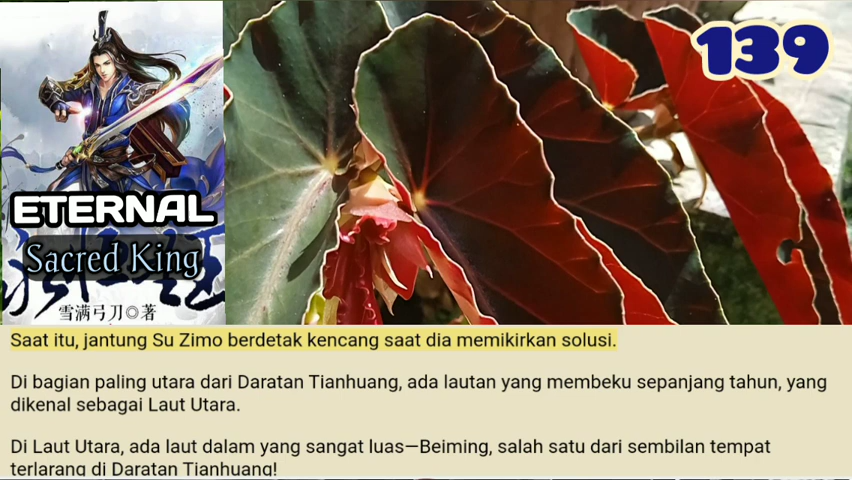 139
ETERNAL
Sacred King
雪满弓刀◎著
Saat itu, jantung Su Zimo berdetak kencang saat dia memikirkan solusi.
Di bagian paling utara dari Daratan Tianhuang, ada lautan yang membeku sepanjang tahun, yang
dikenal sebagai Laut Utara.
Di Laut Utara, ada laut dalam yang sangat luas—Beiming, salah satu dari sembilan tempat
terlarang di Daratan Tianhuang!